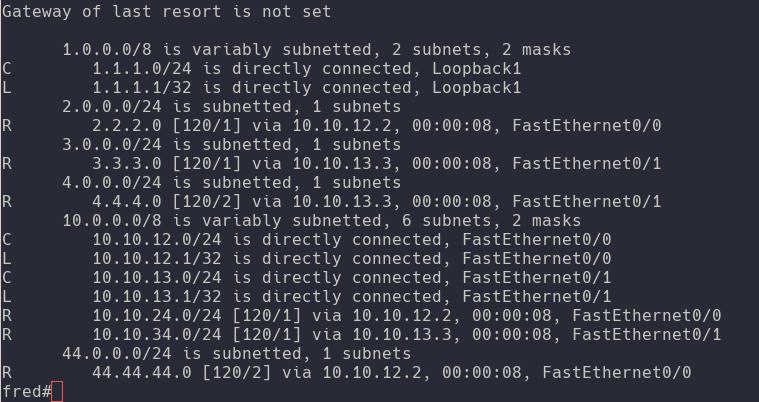 Gateway of last resort is not set

      1.0.0.0/8 is variably subnetted, 2 subnets, 2 masks
C        1.1.1.0/24 is directly connected, Loopback1
L        1.1.1.1/32 is directly connected, Loopback1
      2.0.0.0/24 is subnetted, 1 subnets
R        2.2.2.0 [120/1] via 10.10.12.2, 00:00:08, FastEthernet0/0
      3.0.0.0/24 is subnetted, 1 subnets
R        3.3.3.0 [120/1] via 10.10.13.3, 00:00:08, FastEthernet0/1
      4.0.0.0/24 is subnetted, 1 subnets
R        4.4.4.0 [120/2] via 10.10.13.3, 00:00:08, FastEthernet0/1
      10.0.0.0/8 is variably subnetted, 6 subnets, 2 masks
C        10.10.12.0/24 is directly connected, FastEthernet0/0
L        10.10.12.1/32 is directly connected, FastEthernet0/0
C        10.10.13.0/24 is directly connected, FastEthernet0/1
L        10.10.13.1/32 is directly connected, FastEthernet0/1
R        10.10.24.0/24 [120/1] via 10.10.12.2, 00:00:08, FastEthernet0/0
R        10.10.34.0/24 [120/1] via 10.10.13.3, 00:00:08, FastEthernet0/1
      44.0.0.0/24 is subnetted, 1 subnets
R        44.44.44.0 [120/2] via 10.10.12.2, 00:00:08, FastEthernet0/0
fred#